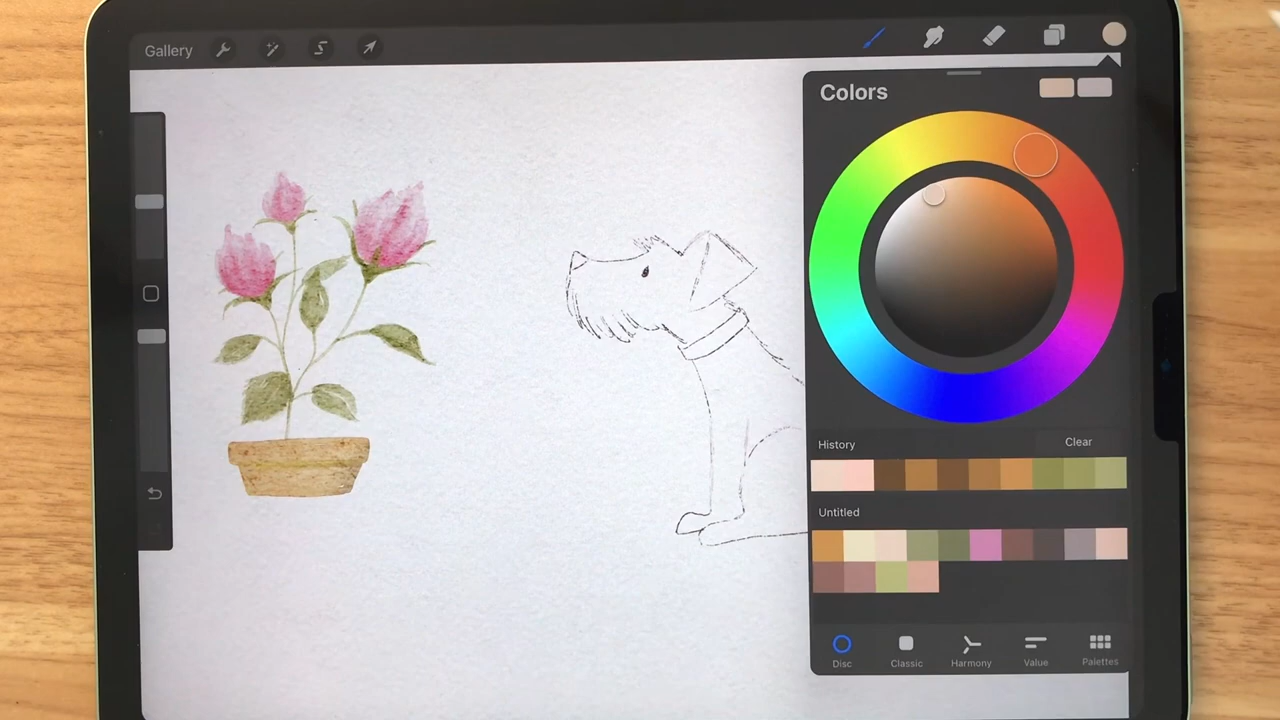 Gallery
Colors
History
Clear
Untitled
Disc
Classic
Harmony
Value
Palettes